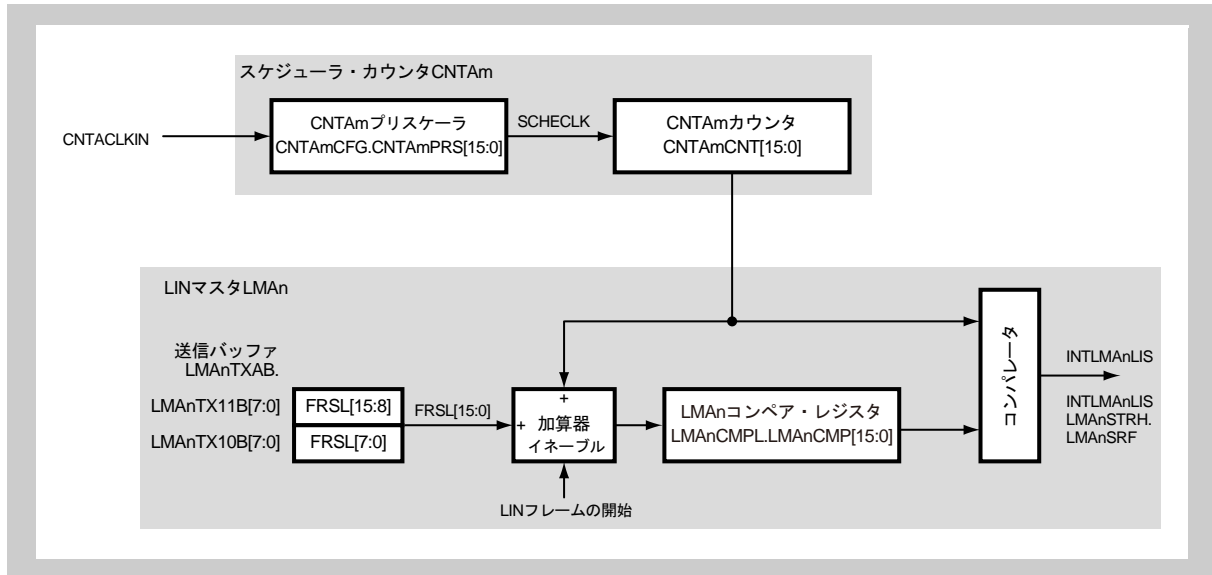 スケジューラ・カウンタCNTAm
CNTACLKIN
CNTAmプリスケーラ
CNTAmCFG.CNTAmPRS[15:0]
SCHECLK
CNTAmカウンタ
CNTAmCNT[15:0]
LINマスタLMAn
送信バッファ
LMAnTXAB.
LMAnTX11B[7:0]
FRSL[15:8]
LMAnTX10B[7:0]
FRSL[7:0]
FRSL[15:0]
+
+ 加算器
イネーブル
LINフレームの開始
LMAnコンペア・レジスタ
LMAnCMPL.LMAnCMP[15:0]
コンパレータ
INTLMAnLIS
INTLMAnLIS
LMAnSTRH.
LMAnSRF